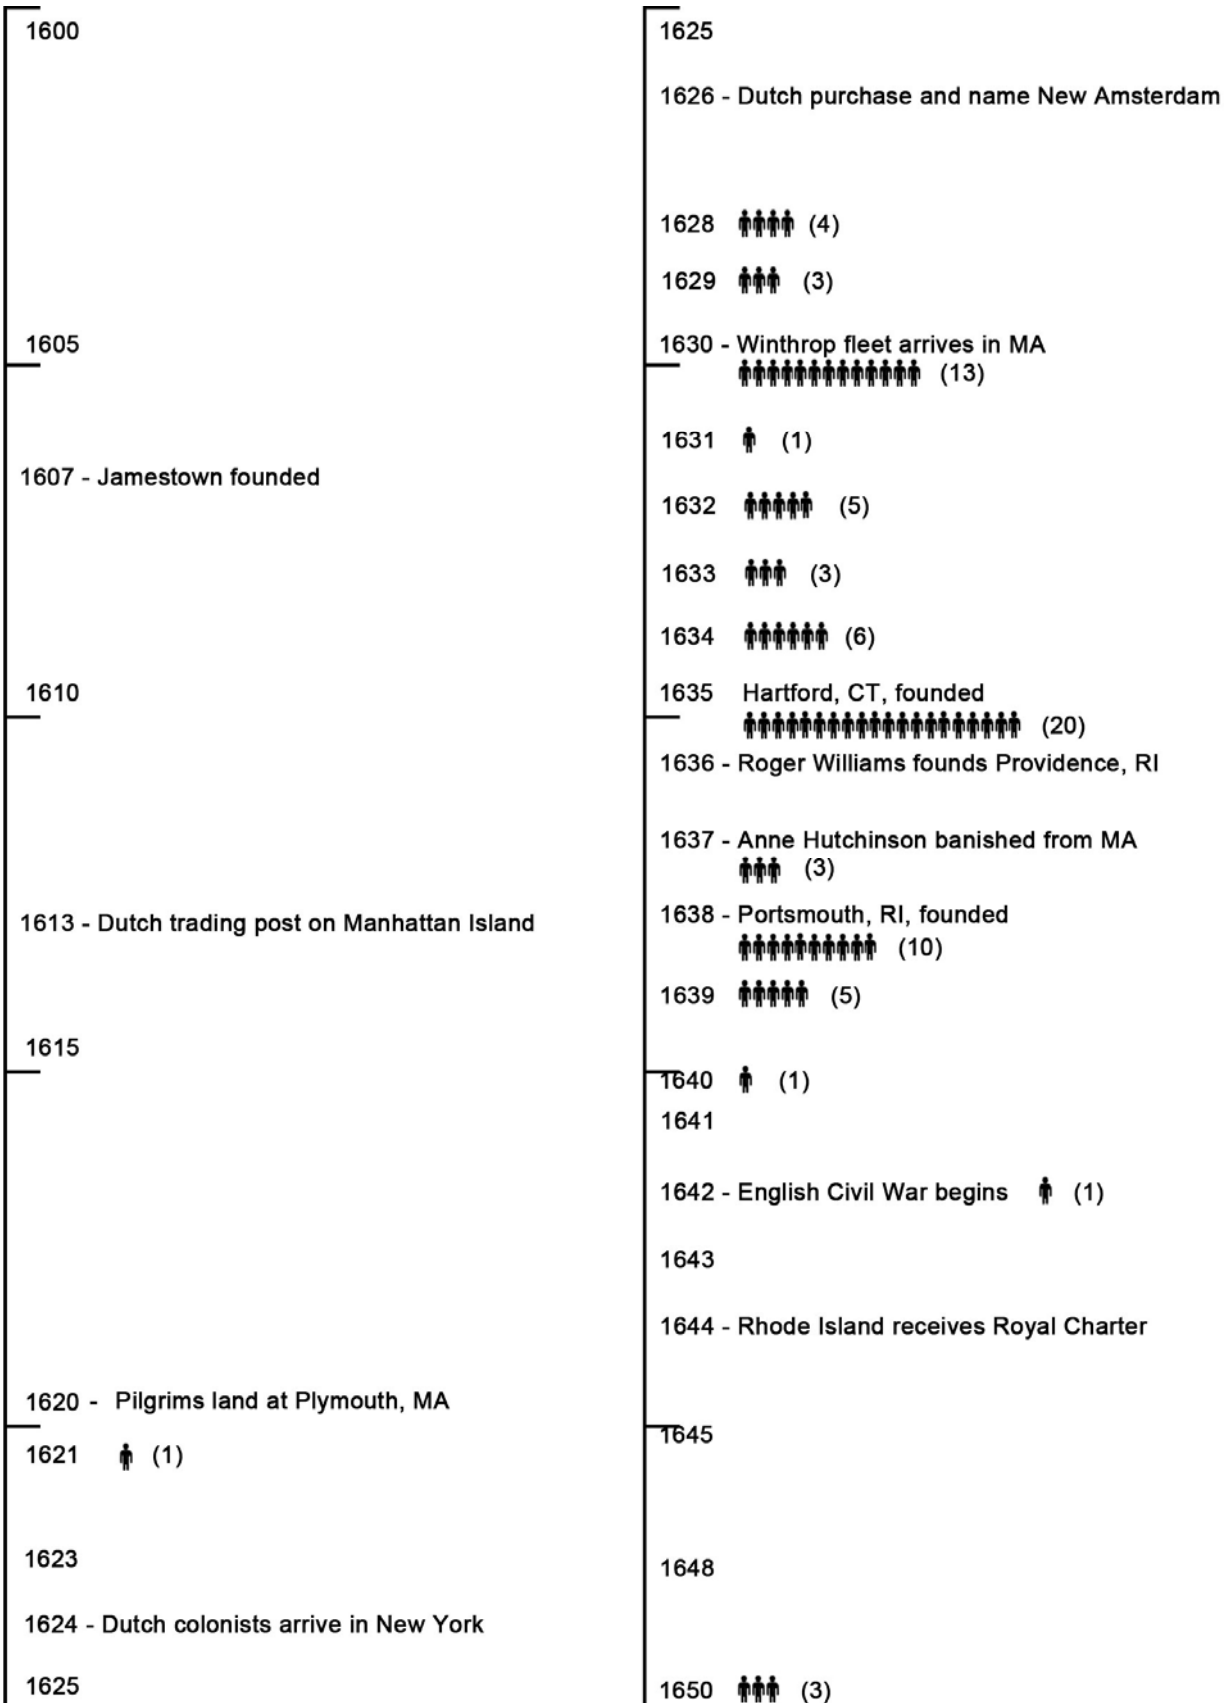 1600
1605
1607 - Jamestown founded
1610
1613 - Dutch trading post on Manhattan Island
1615
1620 - Pilgrims land at Plymouth, MA
1621 (1)
1623
1624 - Dutch colonists arrive in New York
1625
1625
1626 - Dutch purchase and name New Amsterdam
1628 (4)
1629 (3)
1630 - Winthrop fleet arrives in MA
(13)
1631 (1)
1632 (5)
1633 (3)
1634 (6)
1635 Hartford, CT, founded
(20)
1636 - Roger Williams founds Providence, RI
1637 - Anne Hutchinson banished from MA
(3)
1638 - Portsmouth, RI, founded
(10)
1639 (5)
1640 (1)
1641
1642 - English Civil War begins (1)
1643
1644 - Rhode Island receives Royal Charter
1645
1648
1650 (3)